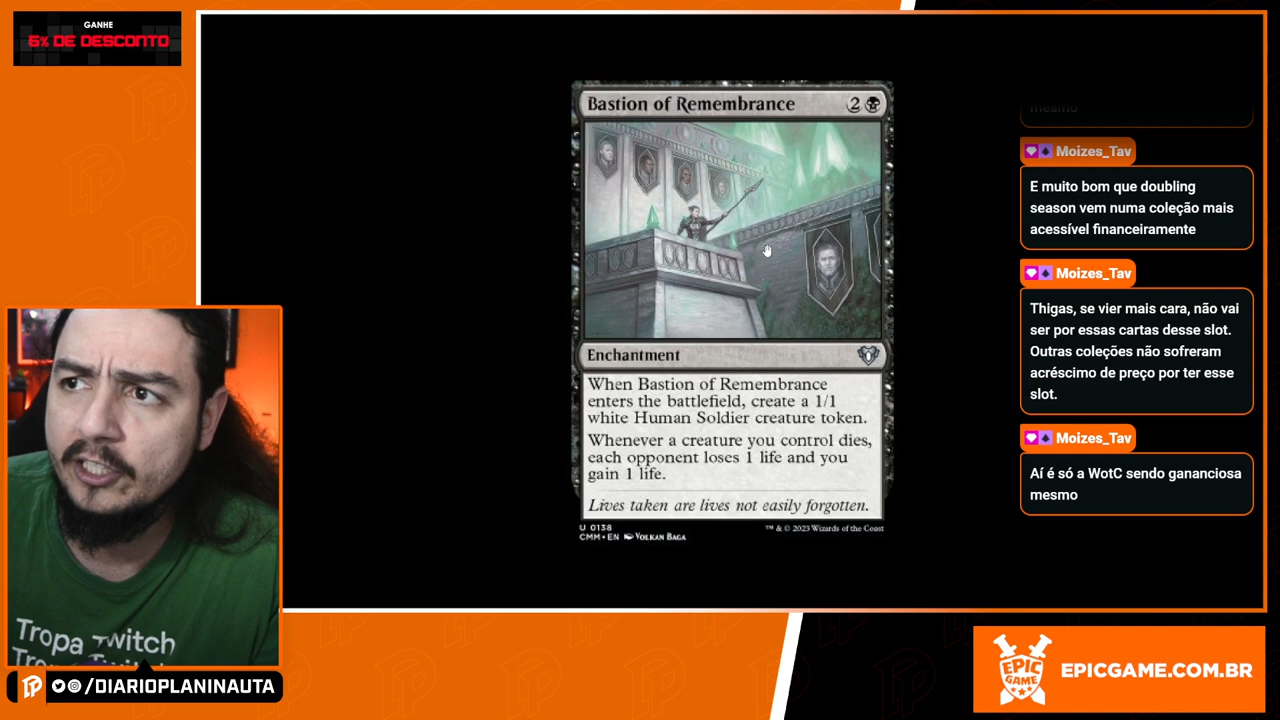 GANHE
5% DE DESCONTO
Bastion of Remembrance 2
Enchantment
When Bastion of Remembrance
enters the battlefield, create a 1/1
white Human Soldier creature token.
Whenever a creature you control dies,
each opponent loses 1 life and you
gain 1 life.
Lives taken are lives not easily forgotten.
U 0138
CMM • EN VOLKAN BAGA
™ & © 2023 Wizards of the Coast
mesmo
Moizes_Tav
E muito bom que doubling
season vem numa coleção mais
acessível financeiramente
Moizes_Tav
Thigas, se vier mais cara, não vai
ser por essas cartas desse slot.
Outras coleções não sofreram
acréscimo de preço por ter esse
slot.
Moizes_Tav
Aí é só a WotC sendo gananciosa
mesmo
Tropa Twitch
/DIARIOPLANINAUTA
EPIC
GAME
EPICGAME.COM.BR